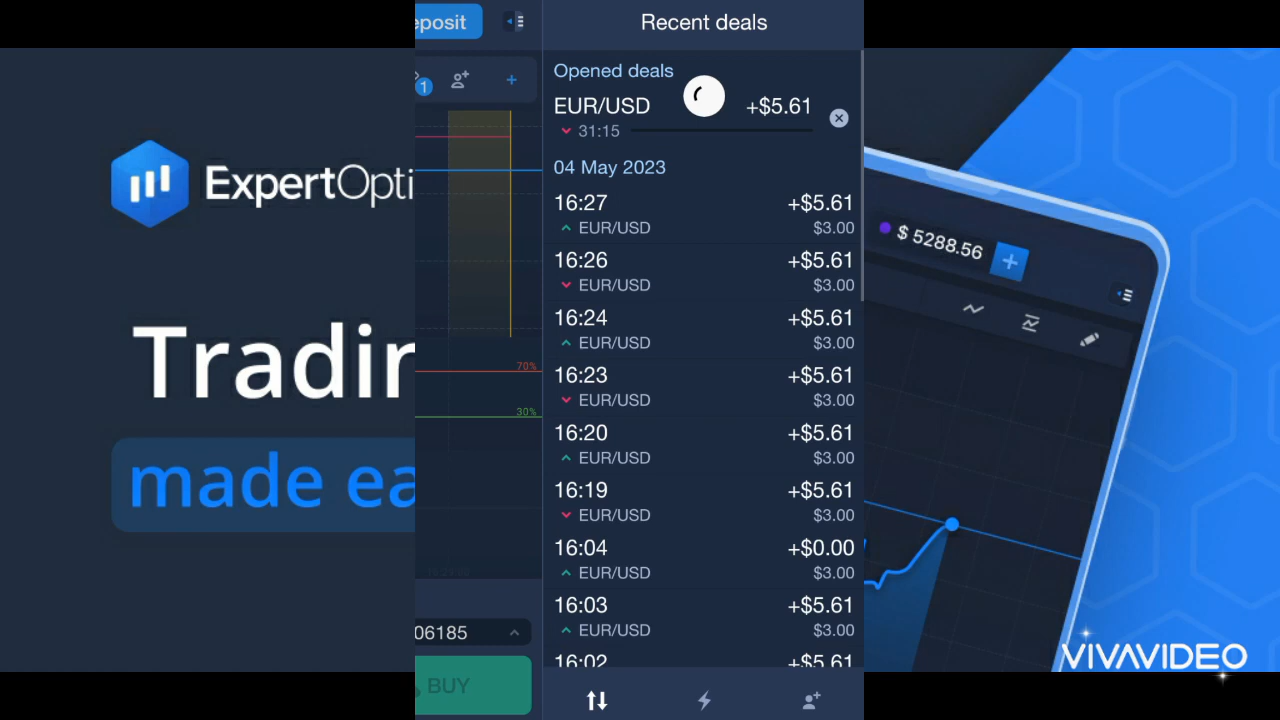 ExpertOpti
Tradin
made ea
eposit
1
70%
30%
06185
BUY
Recent deals
Opened deals
EUR/USD +$5.61
31:15
04 May 2023
16:27 +$5.61
EUR/USD $3.00
16:26 +$5.61
EUR/USD $3.00
16:24 +$5.61
EUR/USD $3.00
16:23 +$5.61
EUR/USD $3.00
16:20 +$5.61
EUR/USD $3.00
16:19 +$5.61
EUR/USD $3.00
16:04 +$0.00
EUR/USD $3.00
16:03 +$5.61
EUR/USD $3.00
16:02 +$5.61
$ 5288.56
VIVAVIDEO